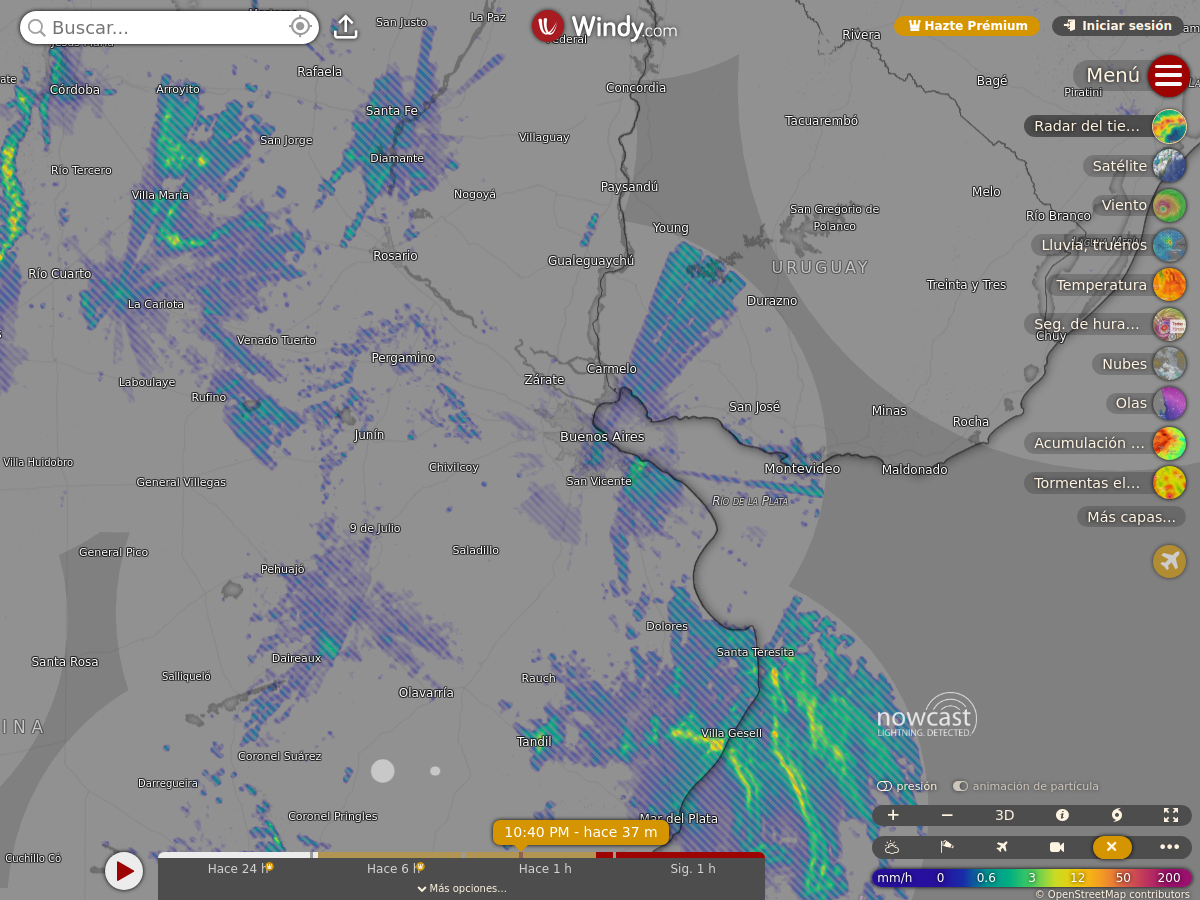 Buscar...
San Justo
La Paz
Windy.com
Federal
Rivera
Hazte Prémium
Iniciar sesión
Jesús María
Rafaela
Concordia
Bagé
Menú
Piratini
Córdoba
Arroyito
Santa Fe
Tacuarembó
Radar del tie...
San Jorge
Villaguay
Diamante
Río Tercero
Satélite
Villa María
Nogoyá
Paysandú
Melo
Viento
San Gregorio de
Polanco
Río Branco
Young
Lluvia, truenos
Rosario
Gualeguaychú
URUGUAY
Río Cuarto
La Carlota
Durazno
Treinta y Tres
Temperatura
Seg. de hura...
Chuy
Venado Tuerto
Pergamino
Carmelo
Nubes
Laboulaye
Rufino
Zárate
San José
Minas
Rocha
Olas
Junín
Buenos Aires
Acumulación ...
Villa Huidobro
Chivilcoy
Montevideo
Maldonado
General Villegas
San Vicente
Río de la Plata
Tormentas el...
Más capas...
9 de Julio
General Pico
Saladillo
Pehuajó
Dolores
Santa Rosa
Daireaux
Santa Teresita
Salliqueló
Rauch
Olavarría
INA
nowcast
LIGHTNING. DETECTED.
Villa Gesell
Tandil
Coronel Suárez
Darregueira
presión
animación de partícula
Coronel Pringles
Mar del Plata
3D
10:40 PM - hace 37 m
Cuchillo Có
Hace 24 h
Hace 6 h
Hace 1 h
Sig. 1 h
Más opciones...
mm/h 0 0.6 3 12 50 200
© OpenStreetMap contributors